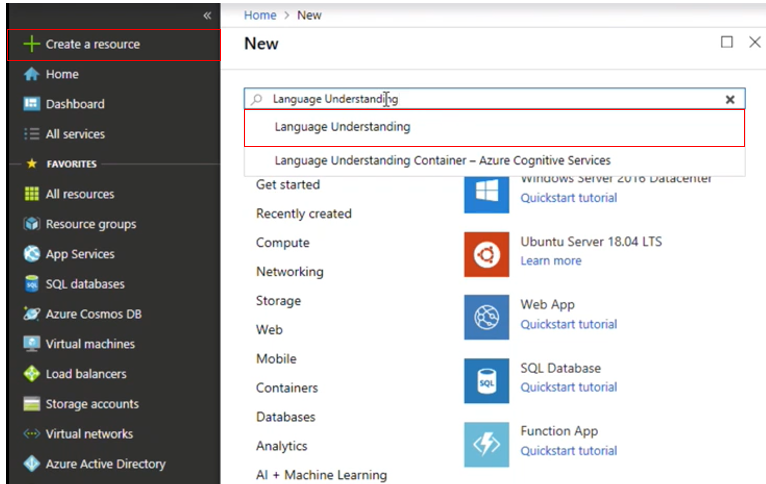 «
Create a resource
Home
Dashboard
All services
FAVORITES
All resources
Resource groups
App Services
SQL databases
Azure Cosmos DB
Virtual machines
Load balancers
Storage accounts
Virtual networks
Azure Active Directory
Home > New
New
Language Understanding
Language Understanding
Language Understanding Container – Azure Cognitive Services
Get started
Recently created
Compute
Networking
Storage
Web
Mobile
Containers
Databases
Analytics
AI + Machine Learning
Windows Server 2016 Datacenter
Quickstart tutorial
Ubuntu Server 18.04 LTS
Learn more
Web App
Quickstart tutorial
SQL
SQL Database
Quickstart tutorial
Function App
Quickstart tutorial